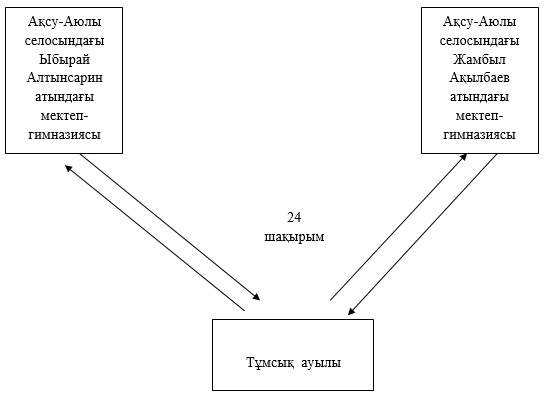 Ақсу-Аюлы
селосындағы
Ыбырай
Алтынсарин
атындағы
мектеп-
гимназиясы
Ақсу-Аюлы
селосындағы
Жамбыл
Ақылбаев
атындағы
мектеп-
гимназиясы
24
шақырым
Тұмсық ауылы